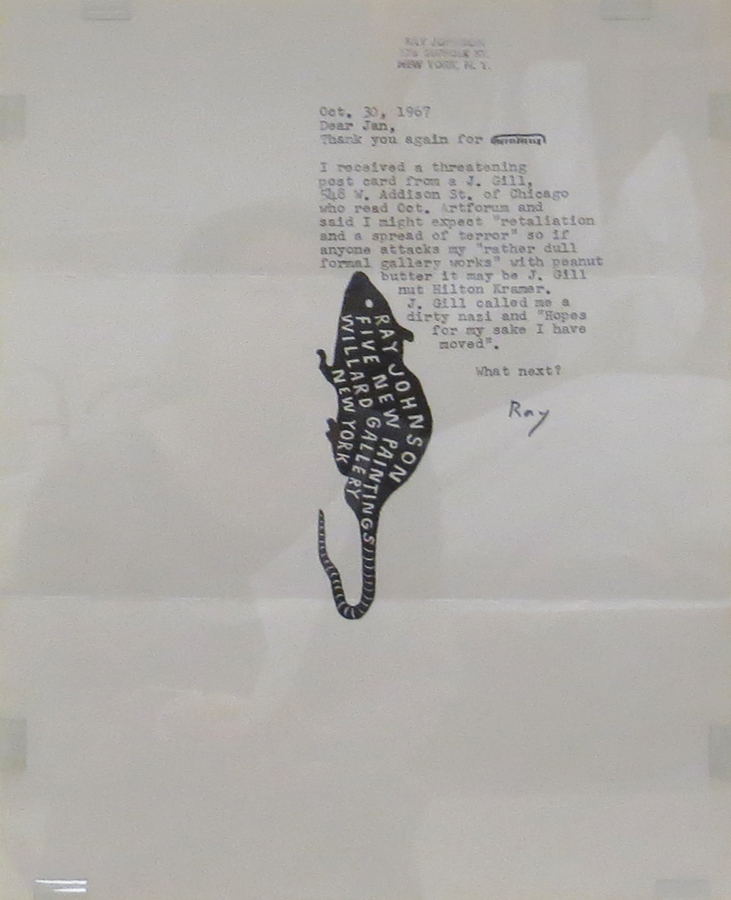 RAY JOHNSON
176 SUFFOLK ST.
NEW YORK, N. Y.
Oct. 30, 1967
Dear Jan,
Thank you again for
I received a threatening
post card from a J. Gill,
548 W. Addison St. of Chicago
who read Oct. Artforum and
said I might expect "retaliation
and a spread of terror" so if
anyone attacks my "rather dull
formal gallery works" with peanut
butter it may be J. Gill
nut Hilton Kramer.
J. Gill called me a
dirty nazi and "Hopes
for my sake I have
moved".
What next?
Ray
RAY JOHNSON
FIVE NEW PAINTINGS
WILLARD GALLERY
NEW YORK